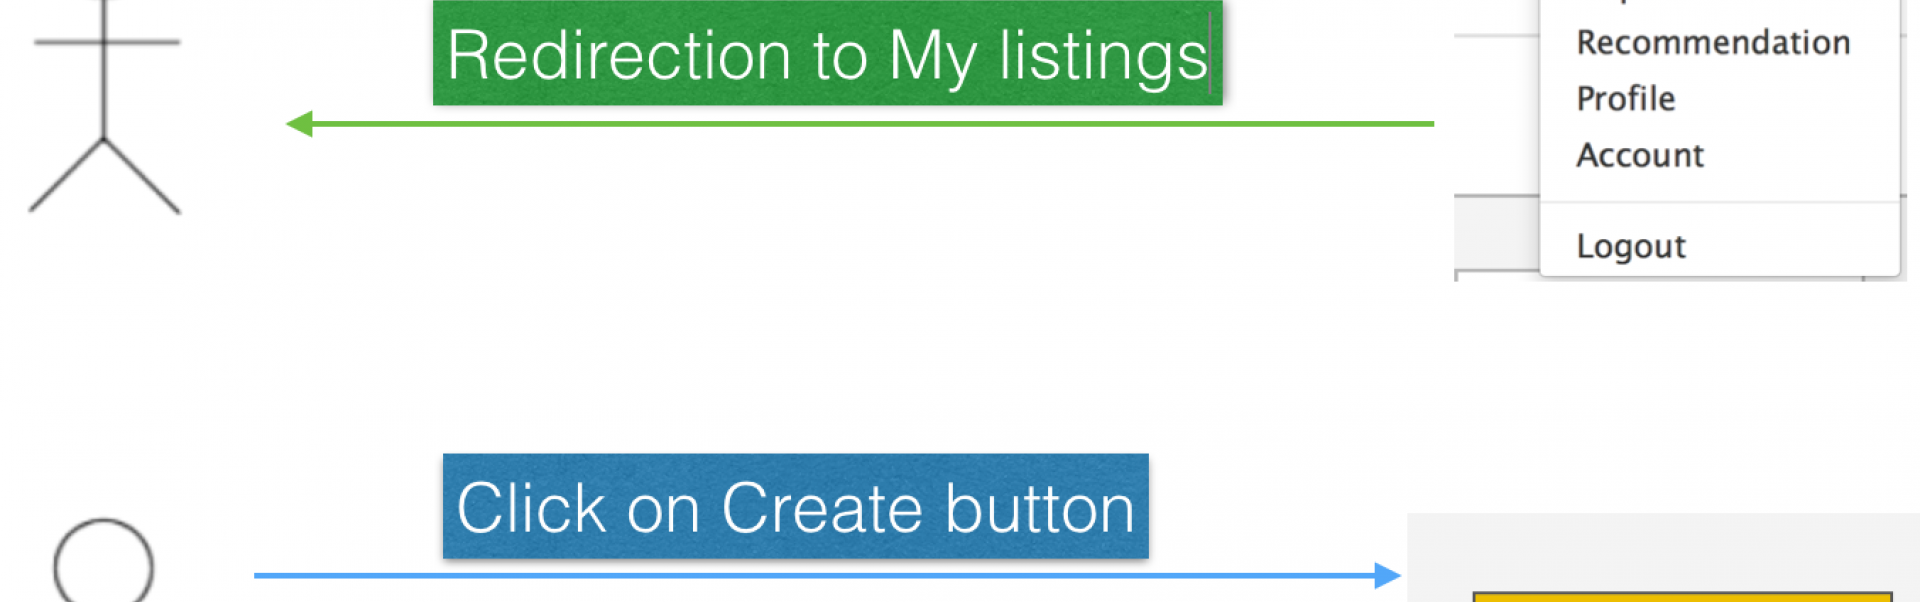 Redirection to My listings
Recommendation
Profile
Account
Logout
Click on Create button